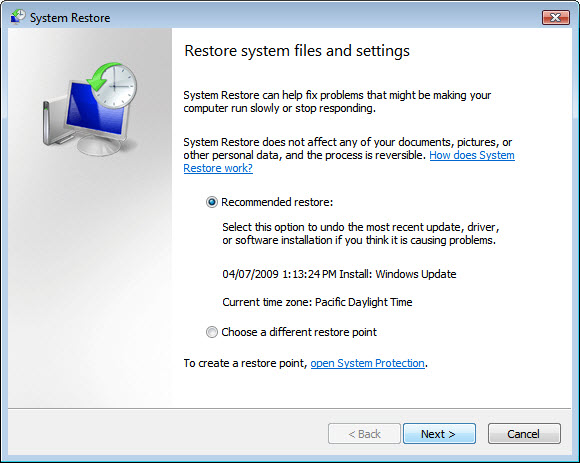 System Restore
Restore system files and settings
System Restore can help fix problems that might be making your
computer run slowly or stop responding.
System Restore does not affect any of your documents, pictures, or
other personal data, and the process is reversible. How does System
Restore work?
Recommended restore:
Select this option to undo the most recent update, driver,
or software installation if you think it is causing problems.
04/07/2009 1:13:24 PM Install: Windows Update
Current time zone: Pacific Daylight Time
Choose a different restore point
To create a restore point, open System Protection.
< Back Next > Cancel